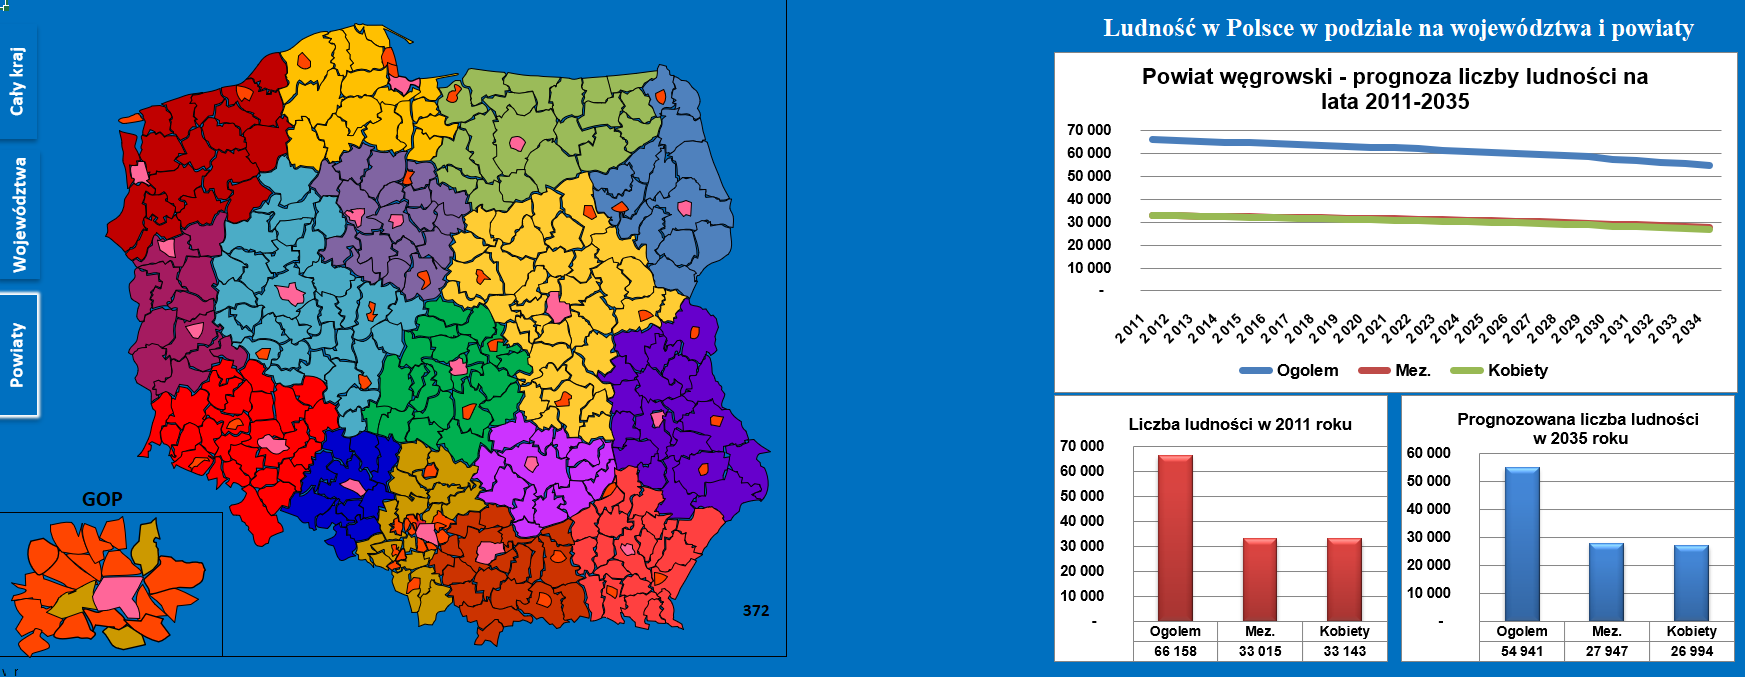 Cały kraj
Województwa
Powiaty
GOP
372
Ludność w Polsce w podziale na województwa i powiaty
Powiat węgrowski - prognoza liczby ludności na
lata 2011-2035
70 000
60 000
50 000
40 000
30 000
20 000
10 000
-
2011 2012 2013 2014 2015 2016 2017 2018 2019 2020 2021 2022 2023 2024 2025 2026 2027 2028 2029 2030 2031 2032 2033 2034
Ogolem Mez. Kobiety
Liczba ludności w 2011 roku
70 000
60 000
50 000
40 000
30 000
20 000
10 000
-
Ogolem Mez. Kobiety
66 158 33 015 33 143
Prognozowana liczba ludności
w 2035 roku
60 000
50 000
40 000
30 000
20 000
10 000
-
Ogolem Mez. Kobiety
54 941 27 947 26 994